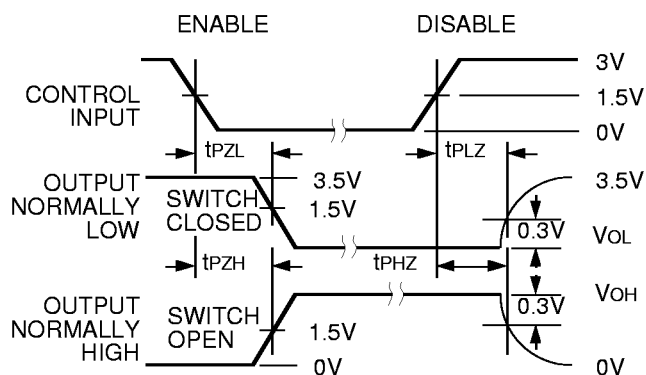 ENABLE DISABLE
3V
CONTROL INPUT 1.5V
0V
tPZL tPLZ
OUTPUT NORMALLY LOW
SWITCH CLOSED
3.5V
1.5V
3.5V
0.3V VOL
tPZH tPHZ
OUTPUT NORMALLY HIGH
SWITCH OPEN
1.5V
0V
0.3V VOH
0V